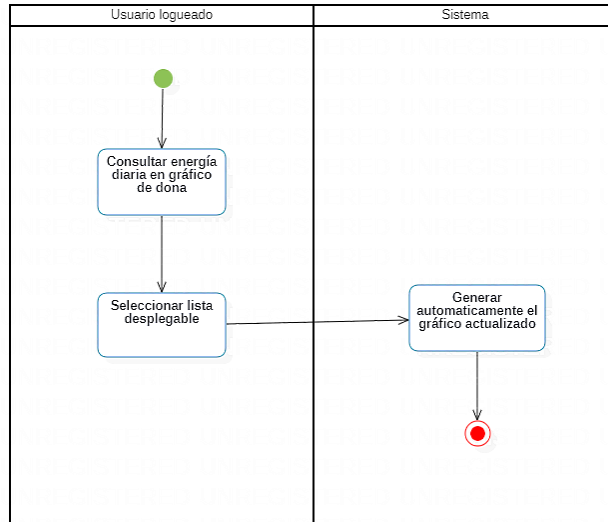 Usuario logueado
Sistema
Consultar energía
diaria en gráfico
de dona
Seleccionar lista
desplegable
Generar
automaticamente el
gráfico actualizado